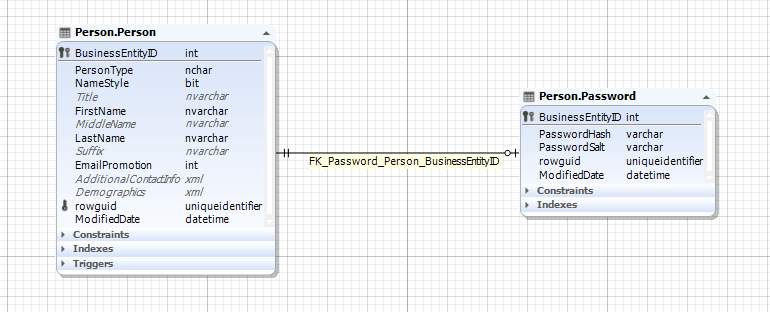 Person.Person
BusinessEntityID int
PersonType nchar
NameStyle bit
Title nvarchar
FirstName nvarchar
MiddleName nvarchar
LastName nvarchar
Suffix nvarchar
EmailPromotion int
AdditionalContactInfo xml
Demographics xml
rowguid uniqueidentifier
ModifiedDate datetime
Constraints
Indexes
Triggers
FK_Password_Person_BusinessEntityID
Person.Password
BusinessEntityID int
PasswordHash varchar
PasswordSalt varchar
rowguid uniqueidentifier
ModifiedDate datetime
Constraints
Indexes